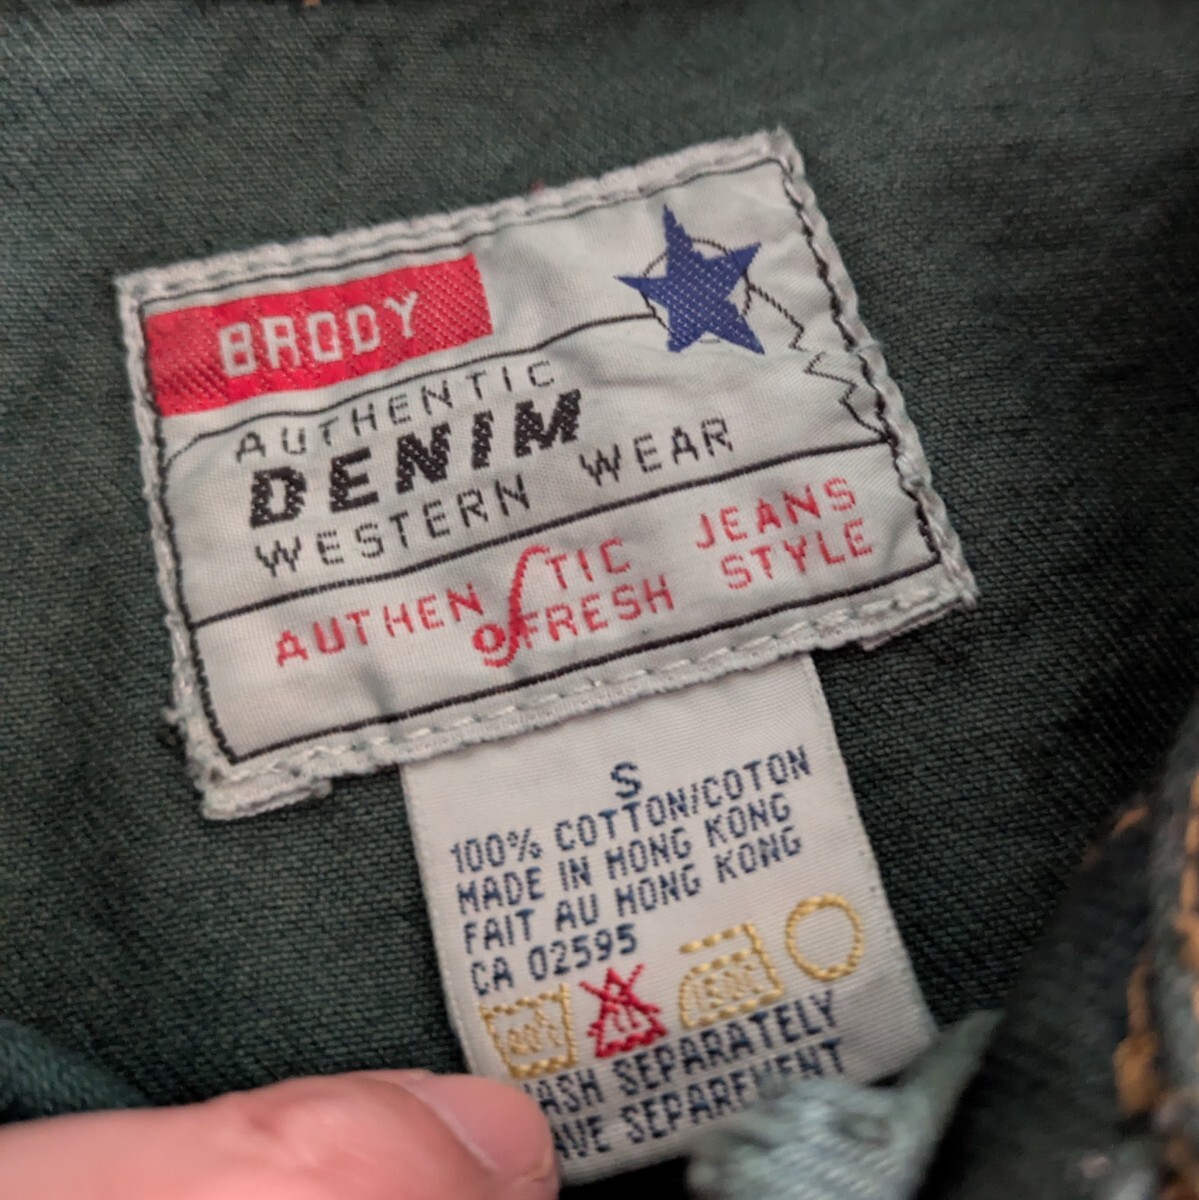 BRODY
AUTHENTIC
DENIM
WESTERN WEAR
AUTHENTIC JEANS
of FRESH STYLE
S
100% COTTON/COTON
MADE IN HONG KONG
FAIT AU HONG KONG
CA 02595
SEPARATELY